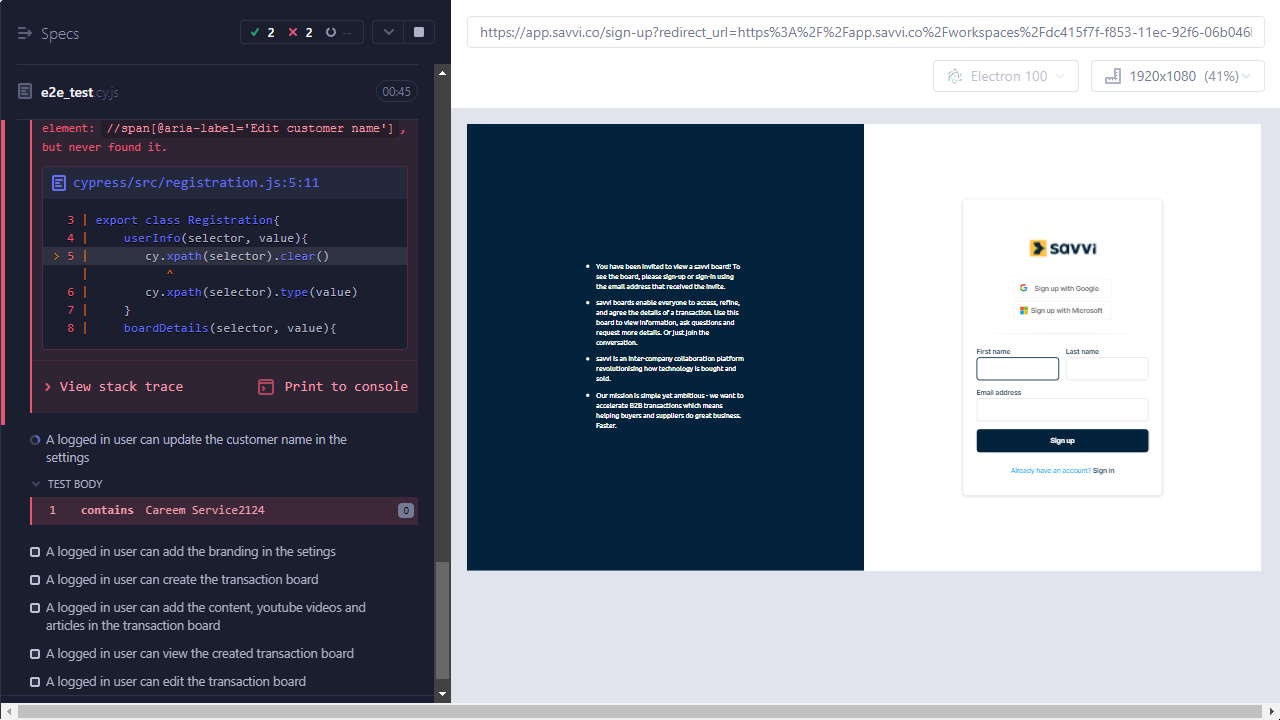 Specs
2 2 --
https://app.savvi.co/sign-up?redirect_url=https%3A%2F%2Fapp.savvi.co%2Fworkspaces%2Fdc415f7f-f853-11ec-92f6-06b046
Electron 100
1920x1080 (41%)
e2e_test.cy.js
00:45
element: //span[@aria-label='Edit customer name'] ,
but never found it.
cypress/src/registration.js:5:11
3 | export class Registration{
4 | userInfo(selector, value){
> 5 | cy.xpath(selector).clear()
| ^
6 | cy.xpath(selector).type(value)
7 | }
8 | boardDetails(selector, value){
> View stack trace
Print to console
A logged in user can update the customer name in the
settings
TEST BODY
1 contains Careem Service2124 0
A logged in user can add the branding in the setings
A logged in user can create the transaction board
A logged in user can add the content, youtube videos and
articles in the transaction board
A logged in user can view the created transaction board
A logged in user can edit the transaction board
• You have been invited to view a savvi board! To
see the board, please sign-up or sign-in using
the email address that received the invite.
• savvi boards enable everyone to access, refine,
and agree the details of a transaction. Use this
board to view information, ask questions and
request more details. Or just join the
conversation.
• savvi is an inter-company collaboration platform
revolutionising how technology is bought and
sold.
• Our mission is simple yet ambitious - we want to
accelerate B2B transactions which means
helping buyers and suppliers do great business.
Faster.
savvi
Sign up with Google
Sign up with Microsoft
First name
Last name
Email address
Sign up
Already have an account? Sign in